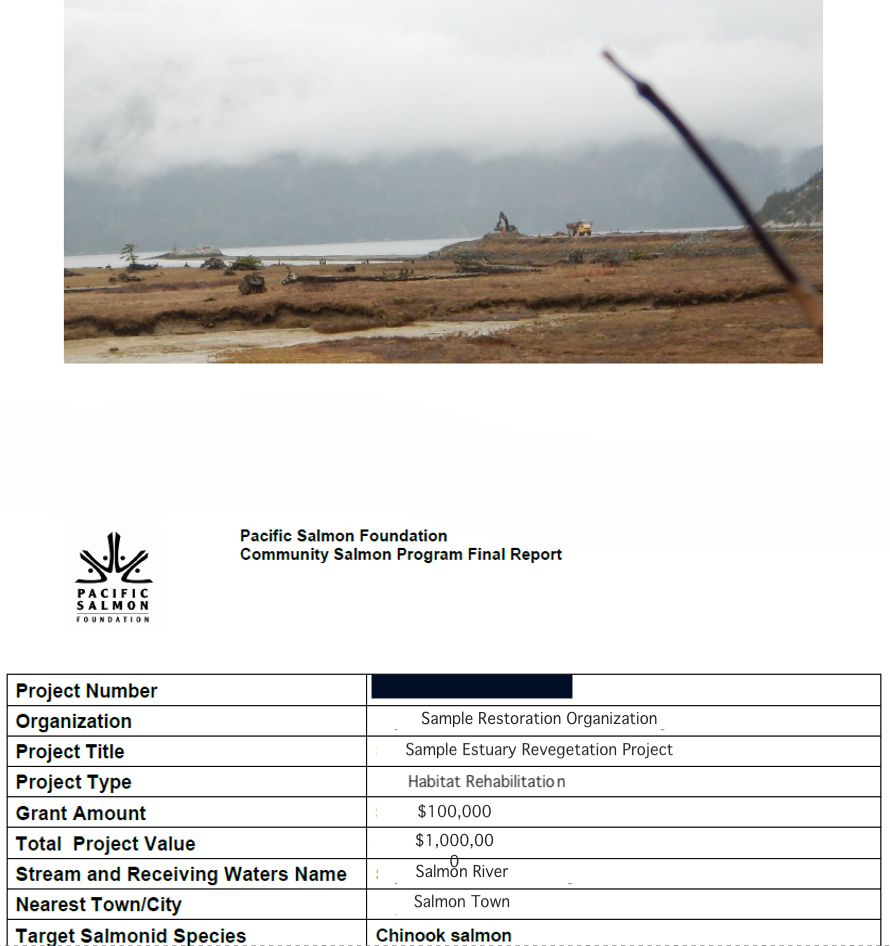 Pacific Salmon Foundation
Community Salmon Program Final Report
PACIFIC
SALMON
FOUNDATION
Project Number
Organization Sample Restoration Organization
Project Title Sample Estuary Revegetation Project
Project Type Habitat Rehabilitation
Grant Amount $100,000
Total Project Value $1,000,00
0
Stream and Receiving Waters Name Salmon River
Nearest Town/City Salmon Town
Target Salmonid Species Chinook salmon